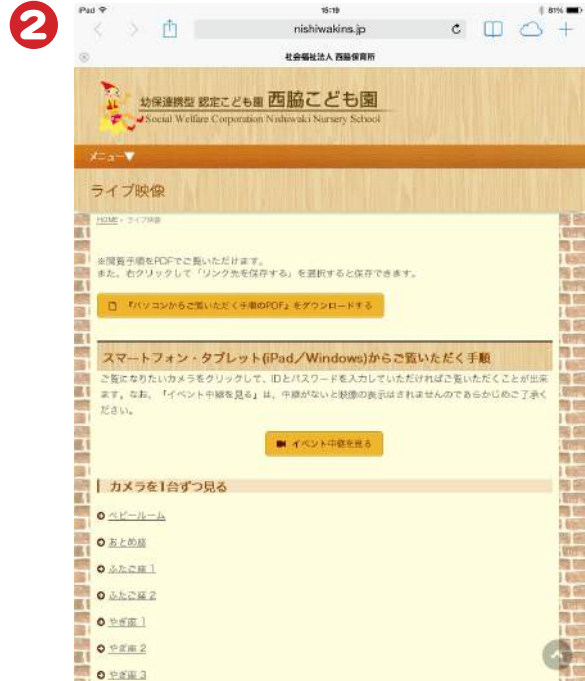 2
iPad
15:19
81%
nishiwakins.jp
社会福祉法人 西脇保育所
幼保連携型 認定こども園 西脇こども園
Social Welfare Corporation Nishiwaki Nursery School
メニュー▼
ライブ映像
HOME › ライブ映像
※閲覧手順をPDFでご覧いただけます。
また、右クリックして「リンク先を保存する」を選択すると保存できます。
『パソコンからご覧いただく手順のPDF』をダウンロードする
スマートフォン・タブレット(iPad／Windows)からご覧いただく手順
ご覧になりたいカメラをクリックして、IDとパスワードを入力していただければご覧いただくことが出来
ます。なお、「イベント中継を見る」は、中継がないと映像の表示はされませんのであらかじめご了承く
ださい。
イベント中継を見る
カメラを1台ずつ見る
ベビールーム
おとめ座
ふたご座 1
ふたご座 2
やぎ座 1
やぎ座 2
やぎ座 3